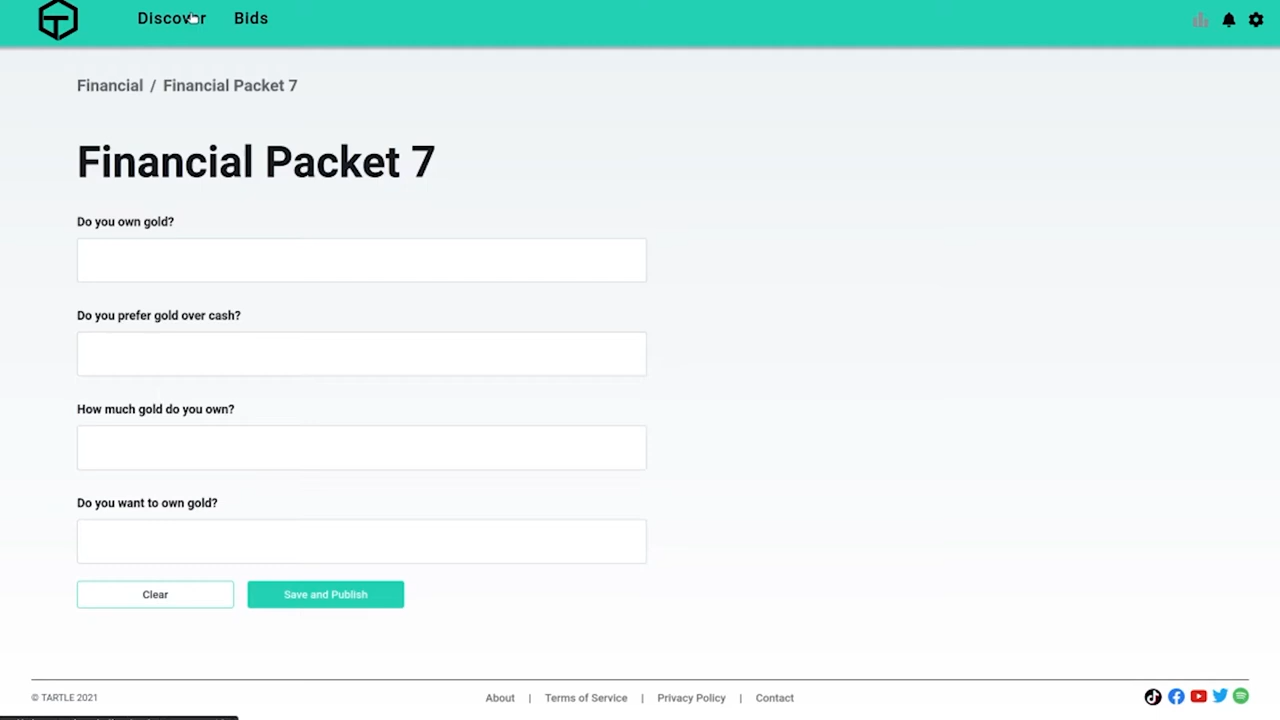 Discover Bids
Financial / Financial Packet 7
Financial Packet 7
Do you own gold?
Do you prefer gold over cash?
How much gold do you own?
Do you want to own gold?
Clear Save and Publish
© TARTLE 2021 About | Terms of Service | Privacy Policy | Contact